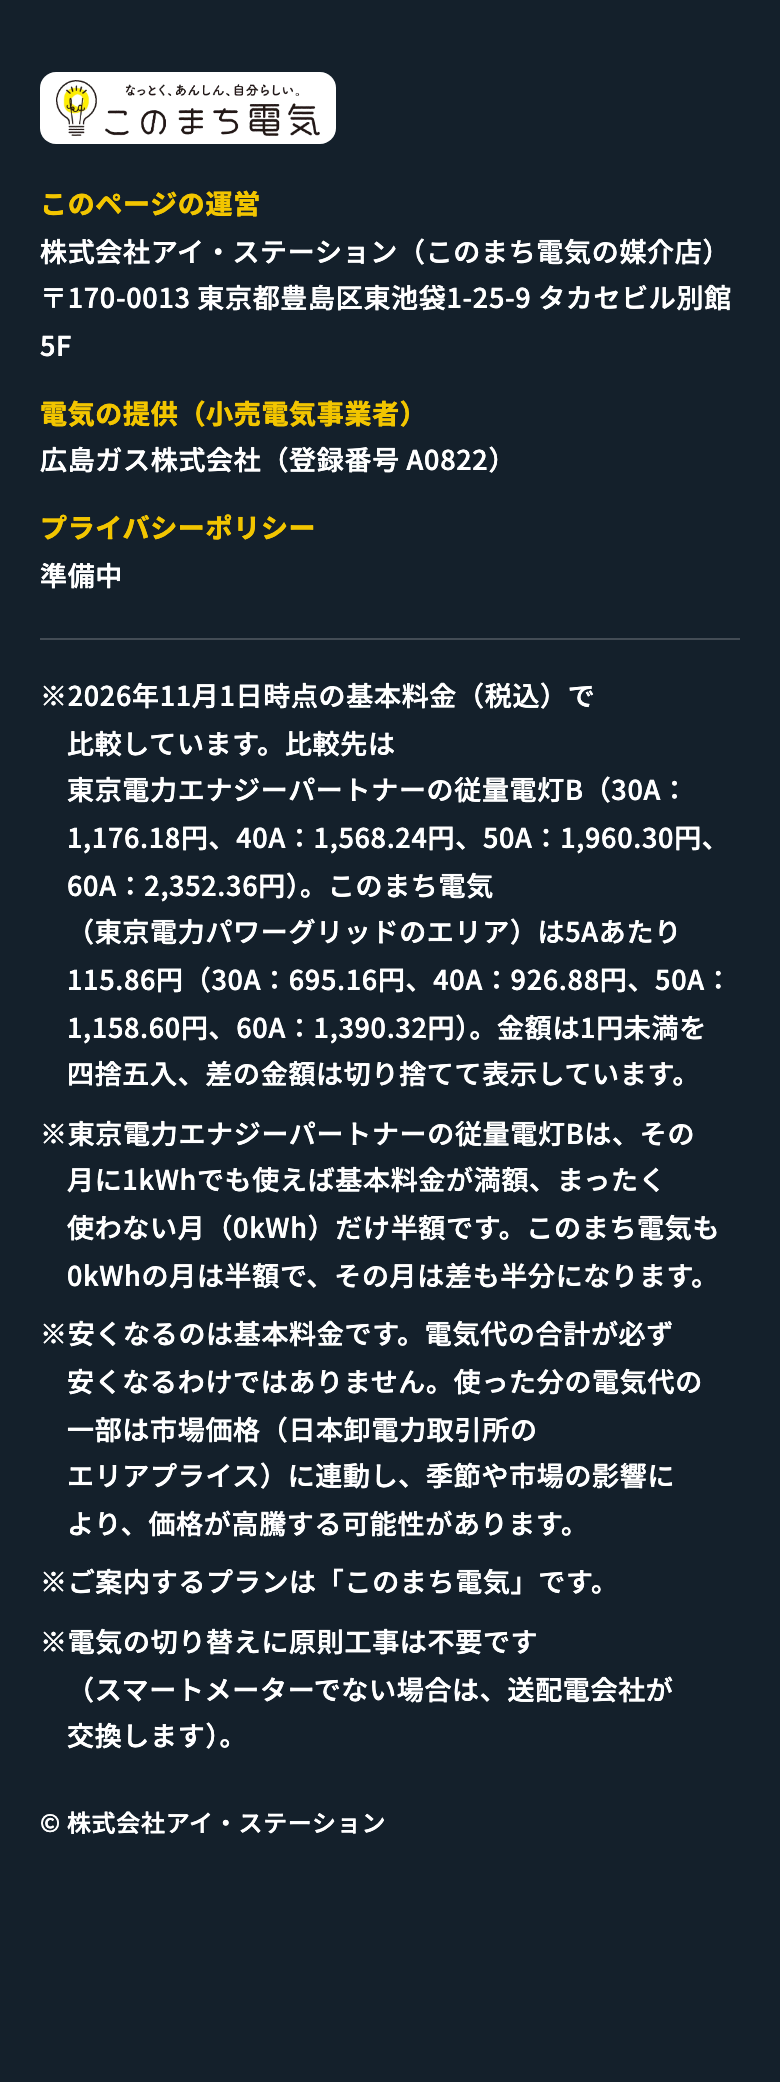 なっとく、あんしん、自分らしい。
このまち電気
このページの運営
株式会社アイ・ステーション（このまち電気の媒介店）
〒170-0013 東京都豊島区東池袋1-25-9 タカセビル別館
5F
電気の提供（小売電気事業者）
広島ガス株式会社（登録番号 A0822）
プライバシーポリシー
準備中
※2026年11月1日時点の基本料金（税込）で
比較しています。比較先は
東京電力エナジーパートナーの従量電灯B（30A：
1,176.18円、40A：1,568.24円、50A：1,960.30円、
60A：2,352.36円）。このまち電気
（東京電力パワーグリッドのエリア）は5Aあたり
115.86円（30A：695.16円、40A：926.88円、50A：
1,158.60円、60A：1,390.32円）。金額は1円未満を
四捨五入、差の金額は切り捨てて表示しています。
※東京電力エナジーパートナーの従量電灯Bは、その
月に1kWhでも使えば基本料金が満額、まったく
使わない月（0kWh）だけ半額です。このまち電気も
0kWhの月は半額で、その月は差も半分になります。
※安くなるのは基本料金です。電気代の合計が必ず
安くなるわけではありません。使った分の電気代の
一部は市場価格（日本卸電力取引所の
エリアプライス）に連動し、季節や市場の影響に
より、価格が高騰する可能性があります。
※ご案内するプランは「このまち電気」です。
※電気の切り替えに原則工事は不要です
（スマートメーターでない場合は、送配電会社が
交換します）。
© 株式会社アイ・ステーション